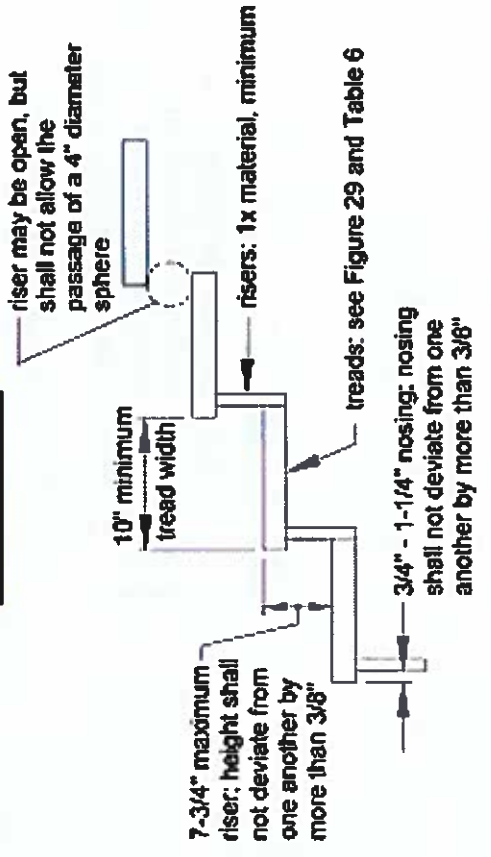 riser may be open, but
shall not allow the
passage of a 4" diameter
sphere
10" minimum
tread width
risers: 1x material, minimum
7-3/4" maximum
riser; height shall
not deviate from
one another by
more than 3/8"
treads: see Figure 29 and Table 6
3/4" - 1-1/4" nosing; nosing
shall not deviate from one
another by more than 3/8"